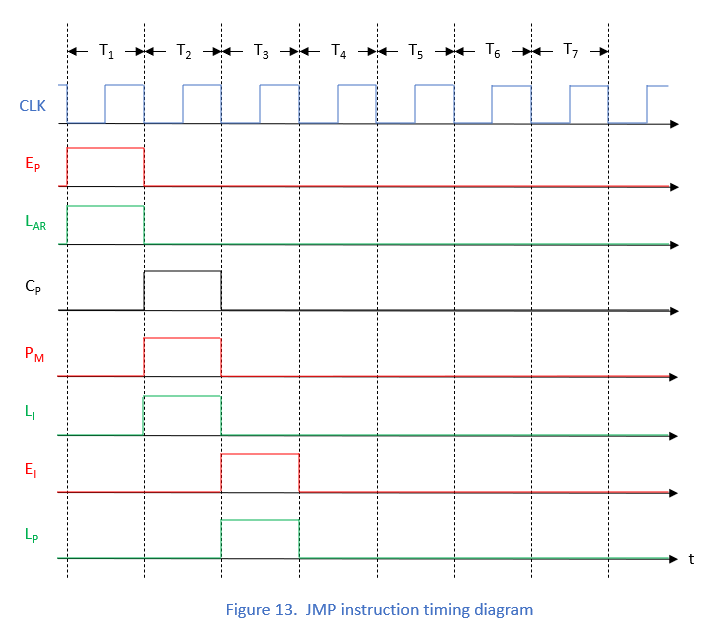 T1 T2 T3 T4 T5 T6 T7
CLK
EP
LAR
CP
PM
LI
EI
LP
t
Figure 13. JMP instruction timing diagram